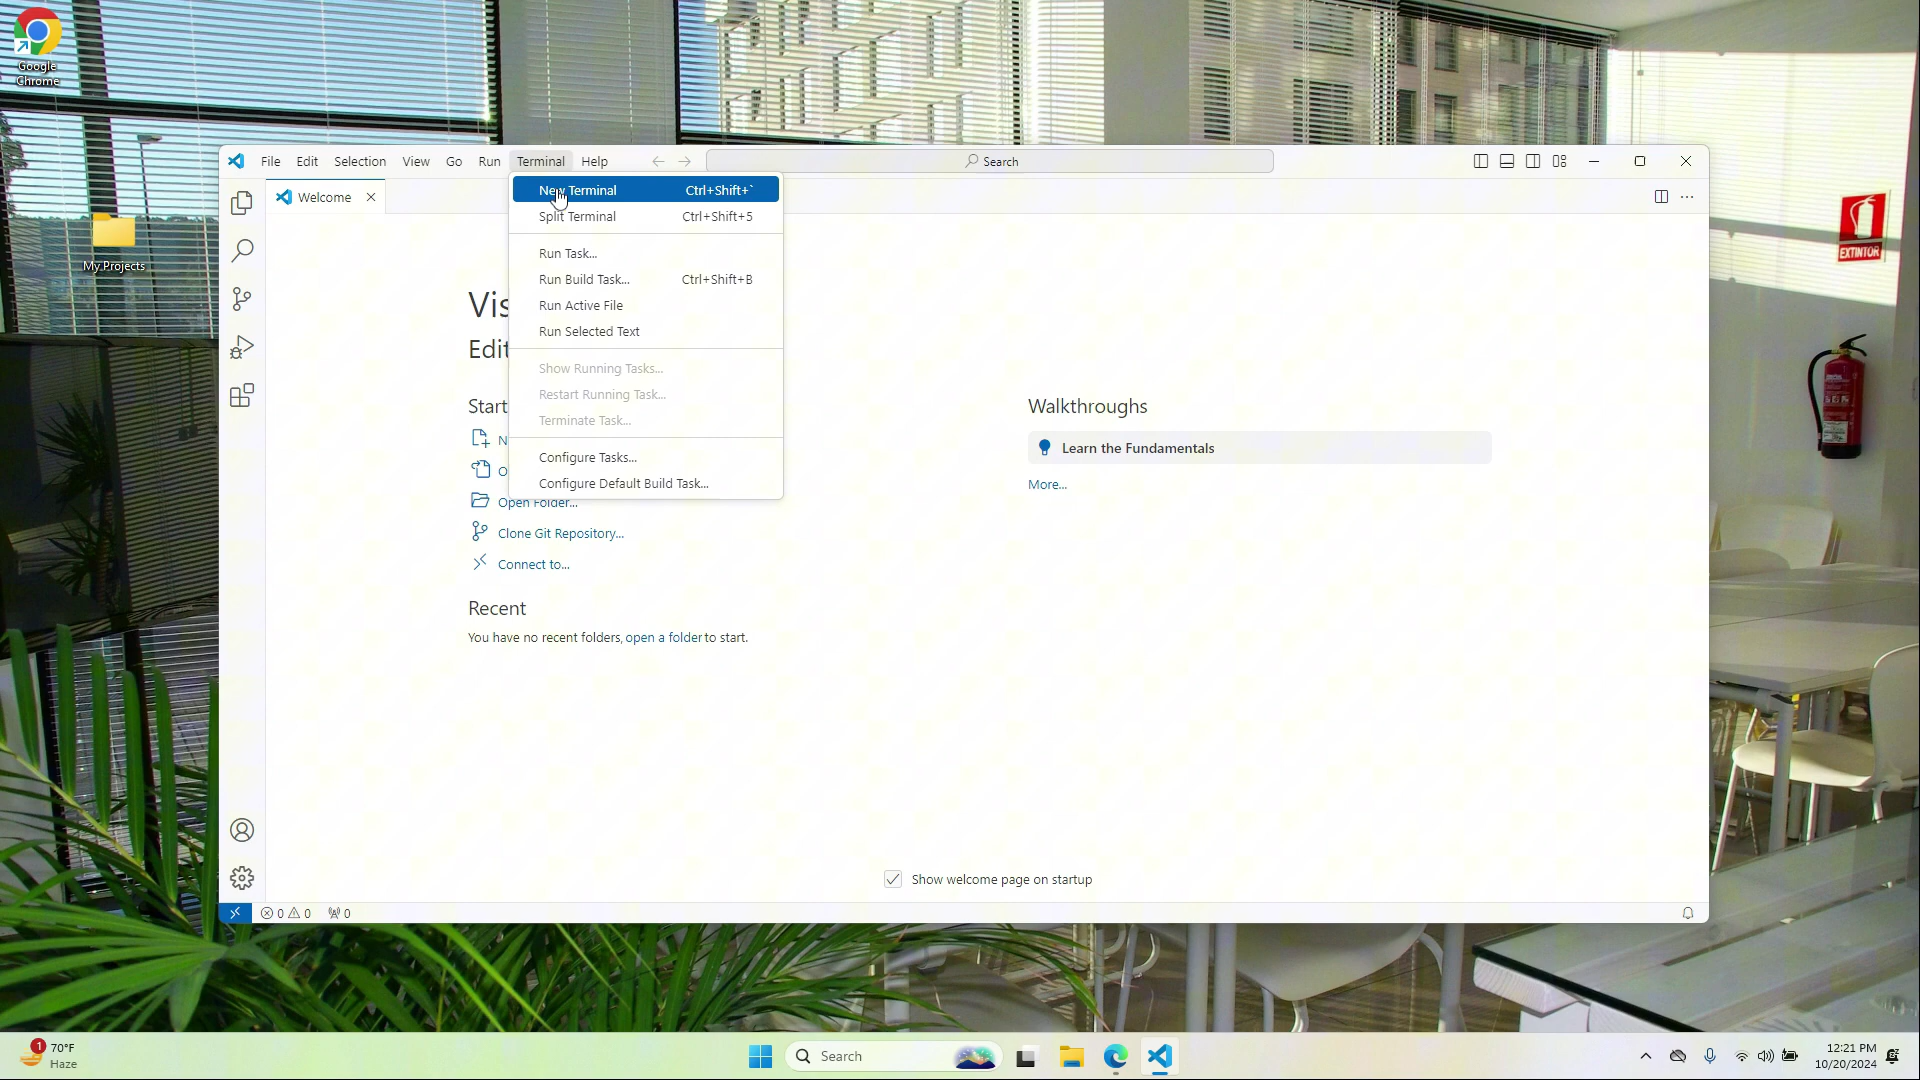 Google
Chrome
My Projects
File Edit Selection View Go Run Terminal Help
Search
Welcome
New Terminal Ctrl+Shift+`
Split Terminal Ctrl+Shift+5
Run Task...
Run Build Task... Ctrl+Shift+B
Run Active File
Run Selected Text
Show Running Tasks...
Restart Running Task...
Terminate Task...
Configure Tasks...
Configure Default Build Task...
Vis
Edit
Start
N
O
Open Folder...
Clone Git Repository...
Connect to...
Recent
You have no recent folders, open a folder to start.
Walkthroughs
Learn the Fundamentals
More...
Show welcome page on startup
0 0 0
EXTINTOR
1
70°F
Haze
Search
12:21 PM
10/20/2024